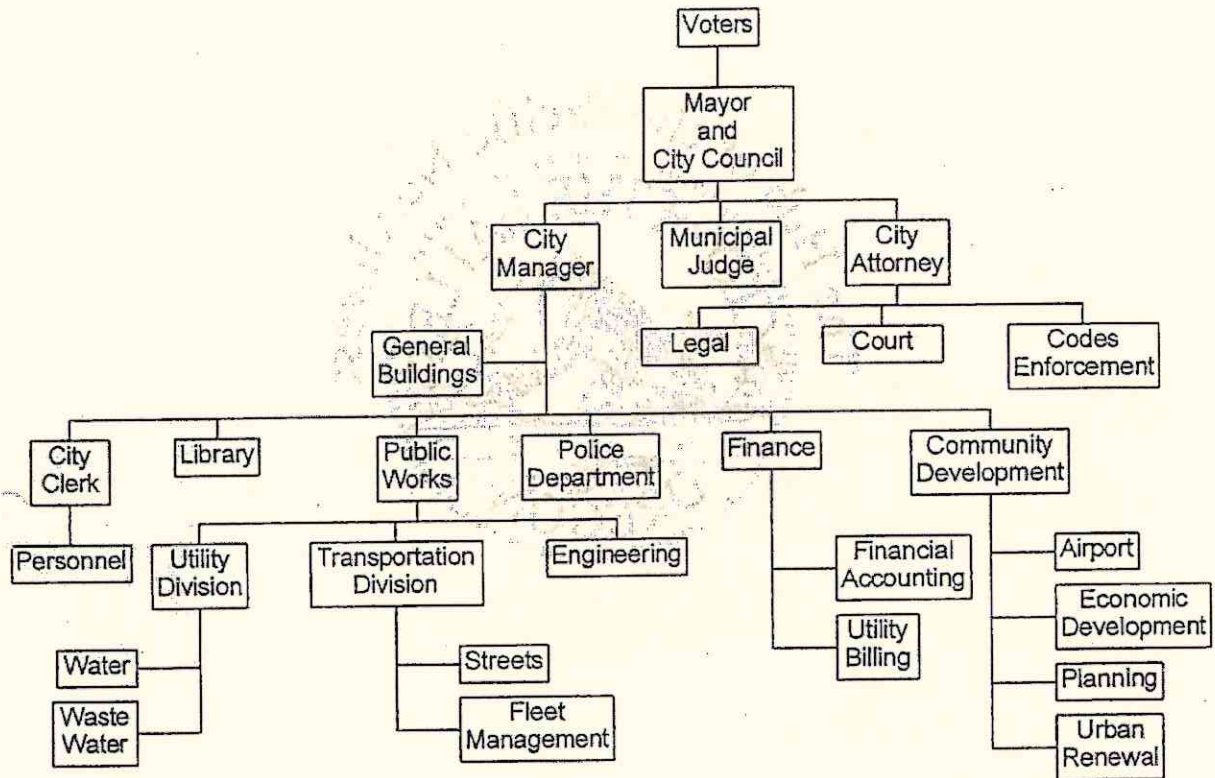 Voters
Mayor
and
City Council
City
Manager
Municipal
Judge
City
Attorney
General
Buildings
Legal
Court
Codes
Enforcement
City
Clerk
Library
Public
Works
Police
Department
Finance
Community
Development
Personnel
Utility
Division
Transportation
Division
Engineering
Financial
Accounting
Utility
Billing
Airport
Economic
Development
Planning
Urban
Renewal
Water
Waste
Water
Streets
Fleet
Management